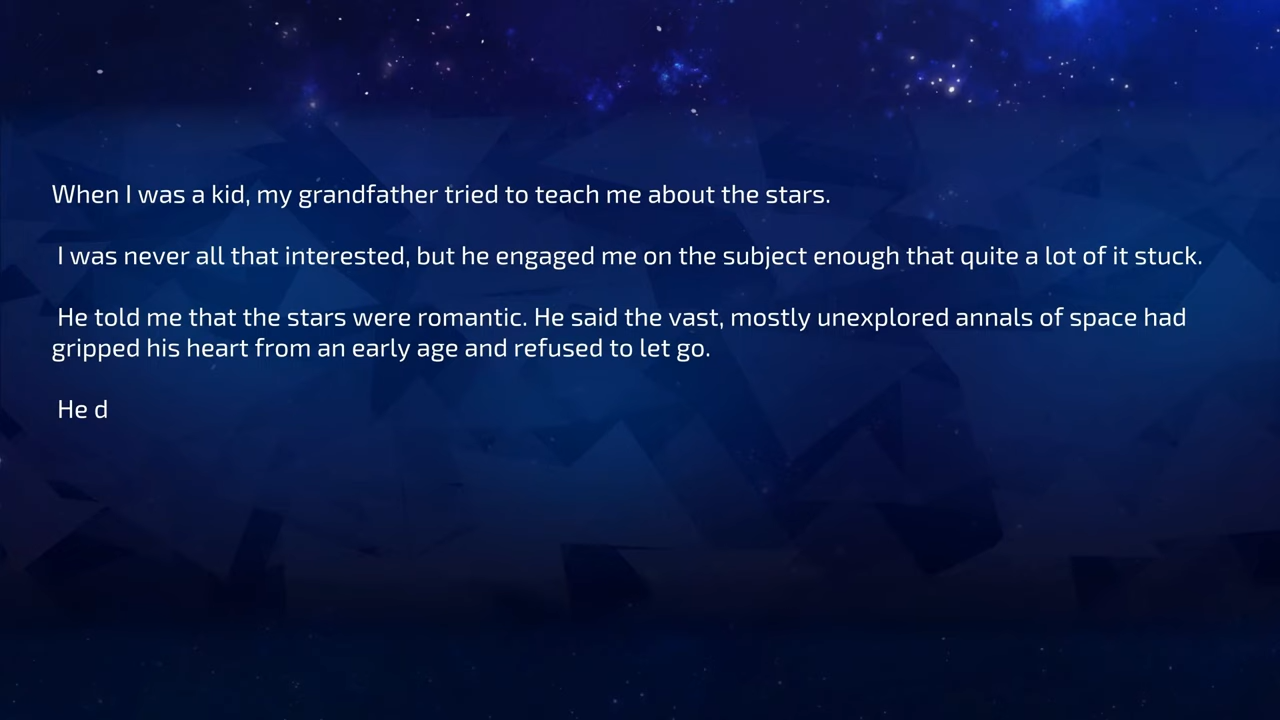 When I was a kid, my grandfather tried to teach me about the stars.
I was never all that interested, but he engaged me on the subject enough that quite a lot of it stuck.
He told me that the stars were romantic. He said the vast, mostly unexplored annals of space had
gripped his heart from an early age and refused to let go.
He d